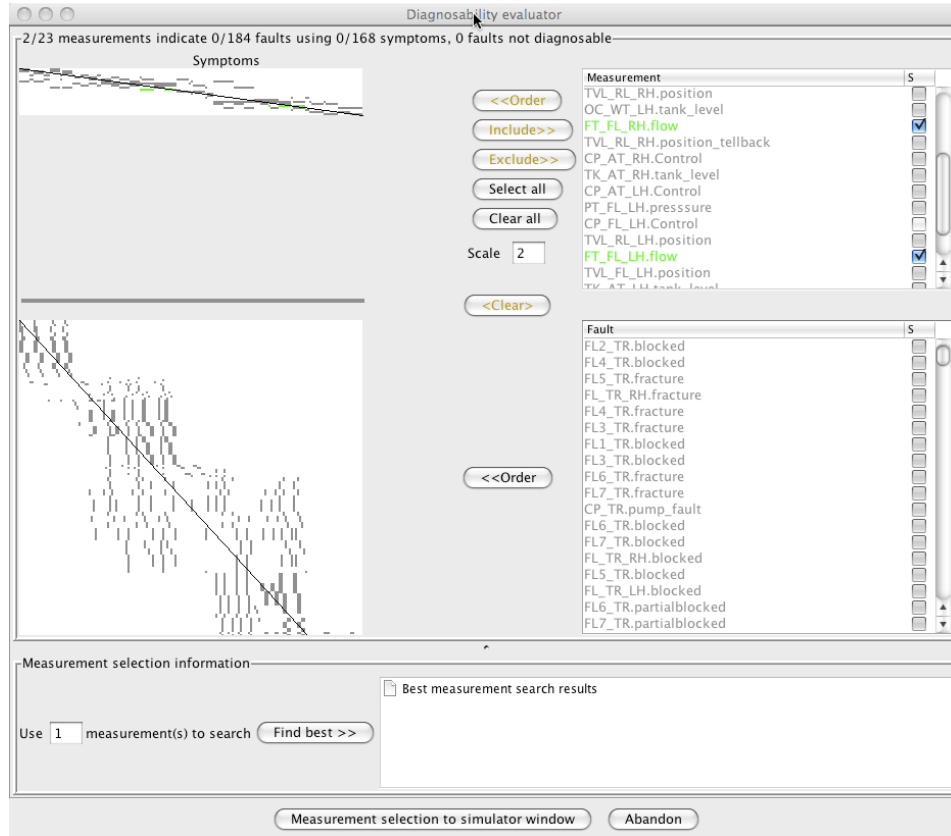 Diagnosability evaluator
2/23 measurements indicate 0/184 faults using 0/168 symptoms, 0 faults not diagnosable
Symptoms
<<Order
Include>>
Exclude>>
Select all
Clear all
Scale 2
<Clear>
<<Order
Measurement S
TVL_RL_RH.position
OC_WT_LH.tank_level
FT_FL_RH.flow
TVL_RL_RH.position_tellback
CP_AT_RH.Control
TK_AT_RH.tank_level
CP_AT_LH.Control
PT_FL_LH.presssure
CP_FL_LH.Control
TVL_RL_LH.position
FT_FL_LH.flow
TVL_FL_LH.position
TK_AT_LH.tank_level
Fault S
FL2_TR.blocked
FL4_TR.blocked
FL5_TR.fracture
FL_TR_RH.fracture
FL4_TR.fracture
FL3_TR.fracture
FL1_TR.blocked
FL3_TR.blocked
FL6_TR.fracture
FL7_TR.fracture
CP_TR.pump_fault
FL6_TR.blocked
FL7_TR.blocked
FL_TR_RH.blocked
FL5_TR.blocked
FL_TR_LH.blocked
FL6_TR.partialblocked
FL7_TR.partialblocked
Measurement selection information
Use 1 measurement(s) to search Find best >>
Best measurement search results
Measurement selection to simulator window Abandon